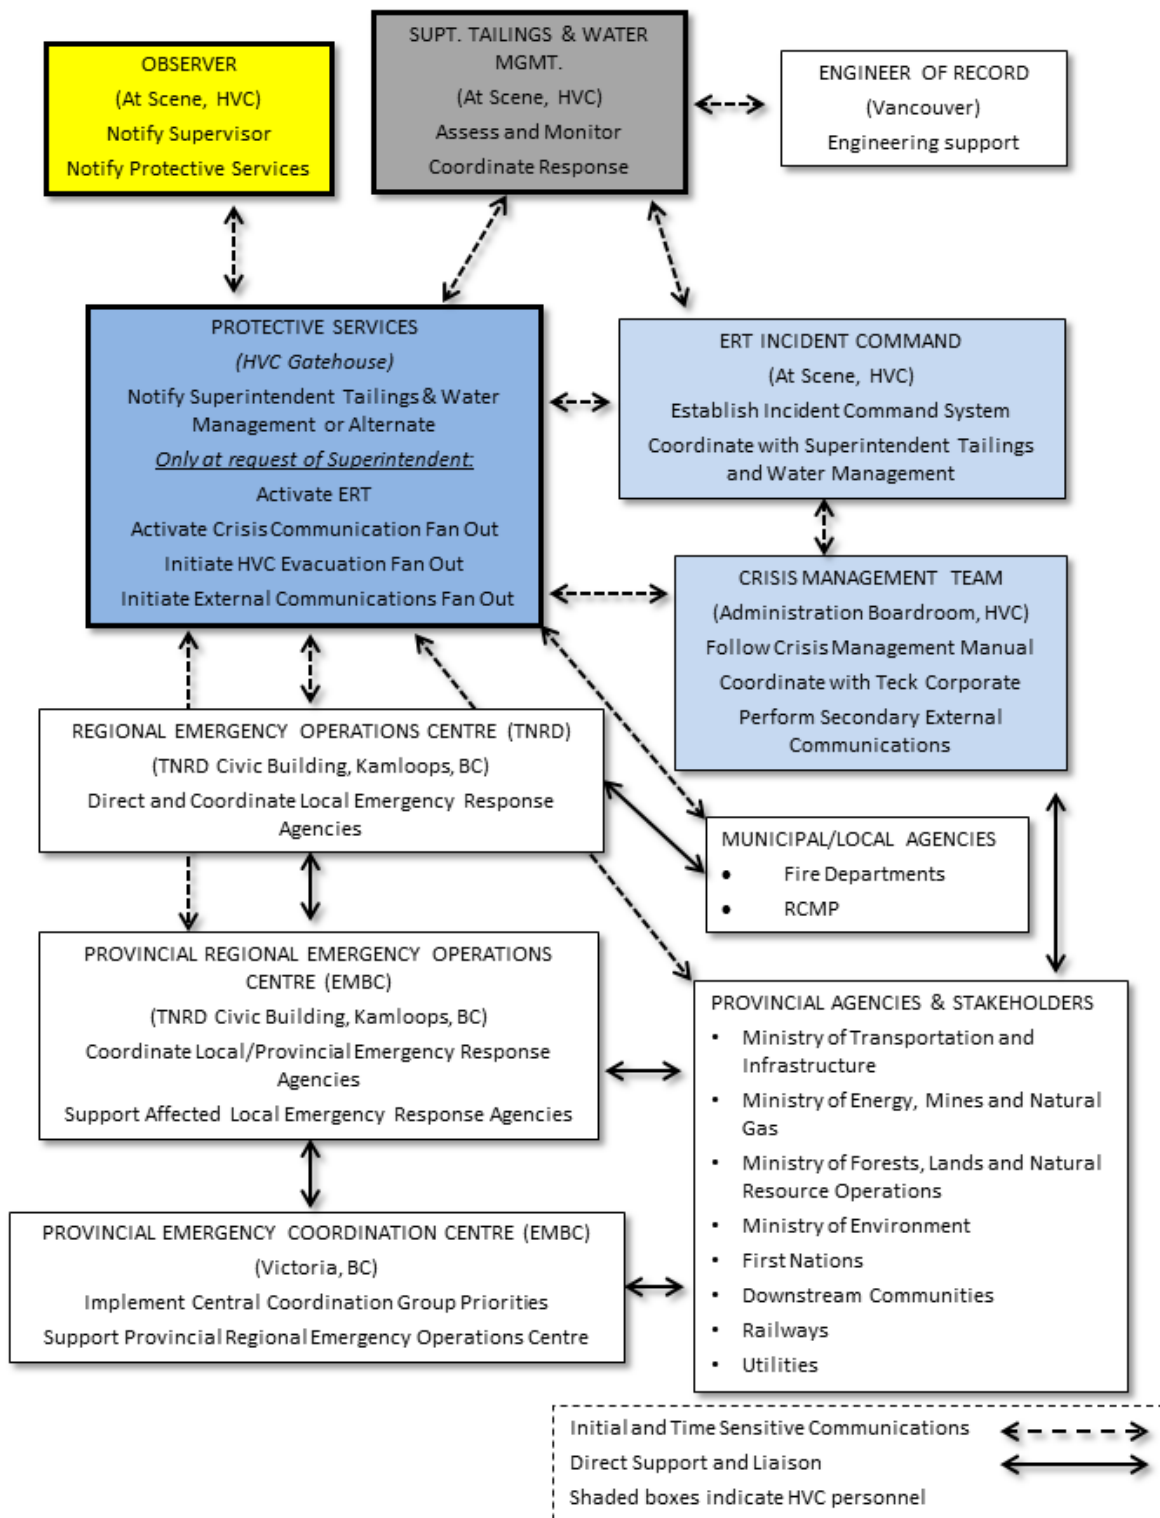 OBSERVER
(At Scene, HVC)
Notify Supervisor
Notify Protective Services
SUPT. TAILINGS & WATER
MGMT.
(At Scene, HVC)
Assess and Monitor
Coordinate Response
ENGINEER OF RECORD
(Vancouver)
Engineering support
PROTECTIVE SERVICES
(HVC Gatehouse)
Notify Superintendent Tailings & Water
Management or Alternate
Only at request of Superintendent:
Activate ERT
Activate Crisis Communication Fan Out
Initiate HVC Evacuation Fan Out
Initiate External Communications Fan Out
ERT INCIDENT COMMAND
(At Scene, HVC)
Establish Incident Command System
Coordinate with Superintendent Tailings
and Water Management
CRISIS MANAGEMENT TEAM
(Administration Boardroom, HVC)
Follow Crisis Management Manual
Coordinate with Teck Corporate
Perform Secondary External
Communications
REGIONAL EMERGENCY OPERATIONS CENTRE (TNRD)
(TNRD Civic Building, Kamloops, BC)
Direct and Coordinate Local Emergency Response
Agencies
MUNICIPAL/LOCAL AGENCIES
• Fire Departments
• RCMP
PROVINCIAL REGIONAL EMERGENCY OPERATIONS
CENTRE (EMBC)
(TNRD Civic Building, Kamloops, BC)
Coordinate Local/Provincial Emergency Response
Agencies
Support Affected Local Emergency Response Agencies
PROVINCIAL AGENCIES & STAKEHOLDERS
• Ministry of Transportation and
Infrastructure
• Ministry of Energy, Mines and Natural
Gas
• Ministry of Forests, Lands and Natural
Resource Operations
• Ministry of Environment
• First Nations
• Downstream Communities
• Railways
• Utilities
PROVINCIAL EMERGENCY COORDINATION CENTRE (EMBC)
(Victoria, BC)
Implement Central Coordination Group Priorities
Support Provincial Regional Emergency Operations Centre
Initial and Time Sensitive Communications
Direct Support and Liaison
Shaded boxes indicate HVC personnel